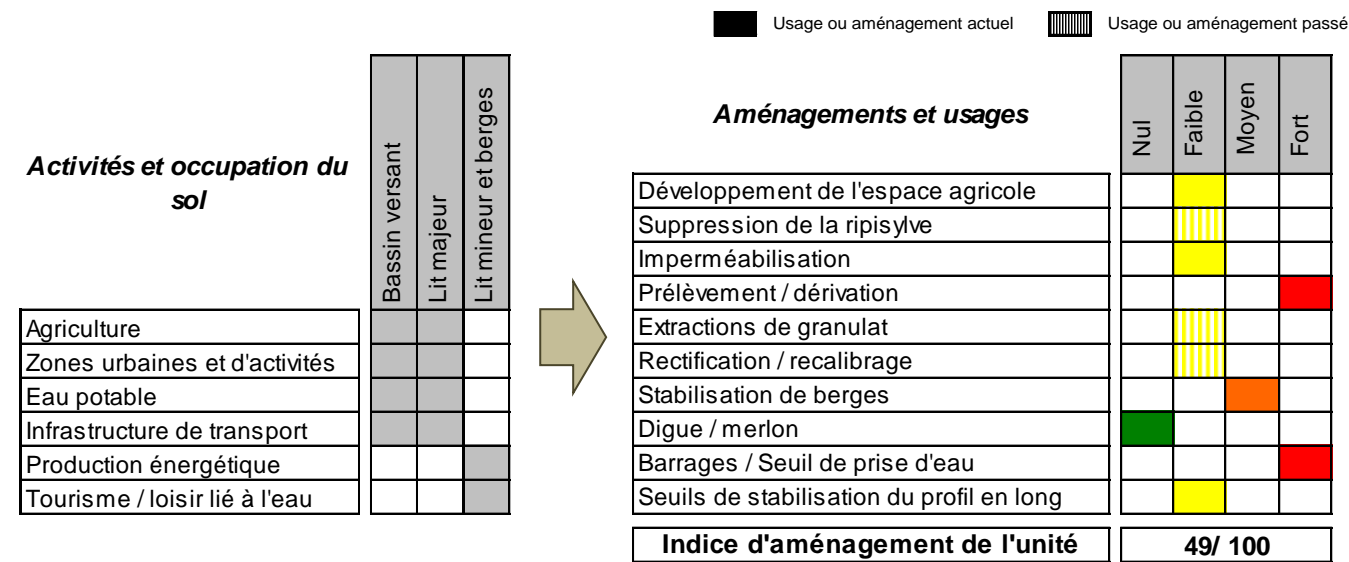 Usage ou aménagement actuel
Usage ou aménagement passé
Activités et occupation du
sol
Bassin versant
Lit majeur
Lit mineur et berges
Agriculture
Zones urbaines et d'activités
Eau potable
Infrastructure de transport
Production énergétique
Tourisme / loisir lié à l'eau
Aménagements et usages
Nul
Faible
Moyen
Fort
Développement de l'espace agricole
Suppression de la ripisylve
Imperméabilisation
Prélèvement / dérivation
Extractions de granulat
Rectification / recalibrage
Stabilisation de berges
Digue / merlon
Barrages / Seuil de prise d'eau
Seuils de stabilisation du profil en long
Indice d'aménagement de l'unité
49/ 100